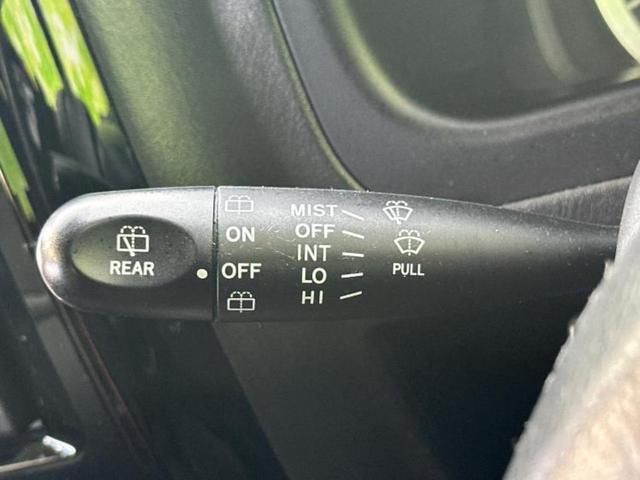 REAR
ON
OFF
MIST
OFF
INT
LO
HI
PULL